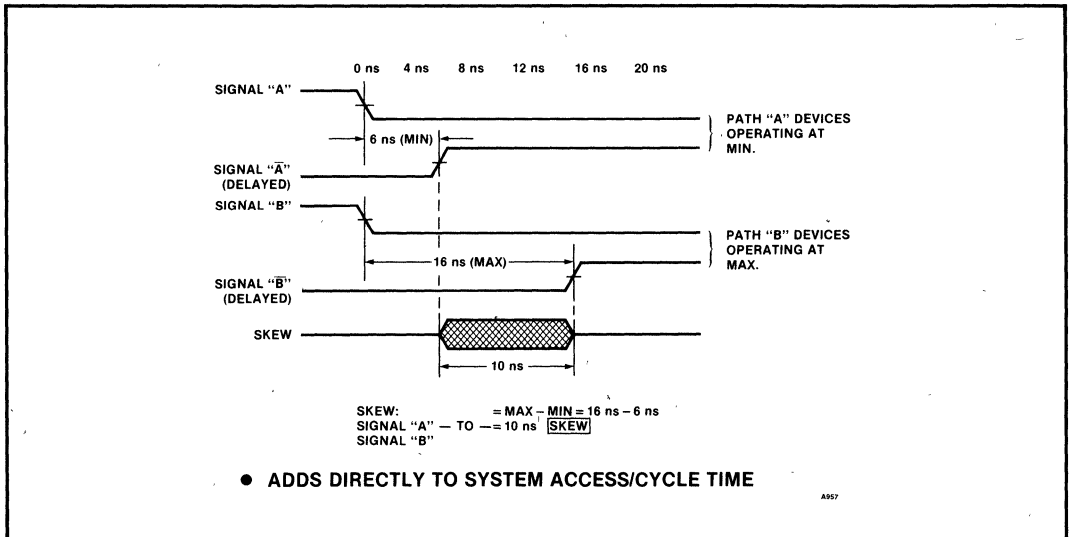 0 ns 4 ns 8 ns 12 ns 16 ns 20 ns
SIGNAL "A"
6 ns (MIN)
PATH "A" DEVICES
OPERATING AT
MIN.
SIGNAL "A̅"
(DELAYED)
SIGNAL "B"
16 ns (MAX)
PATH "B" DEVICES
OPERATING AT
MAX.
SIGNAL "B̅"
(DELAYED)
SKEW
10 ns
SKEW: = MAX – MIN = 16 ns – 6 ns
SIGNAL "A" — TO — = 10 ns SKEW
SIGNAL "B"
● ADDS DIRECTLY TO SYSTEM ACCESS/CYCLE TIME
A957